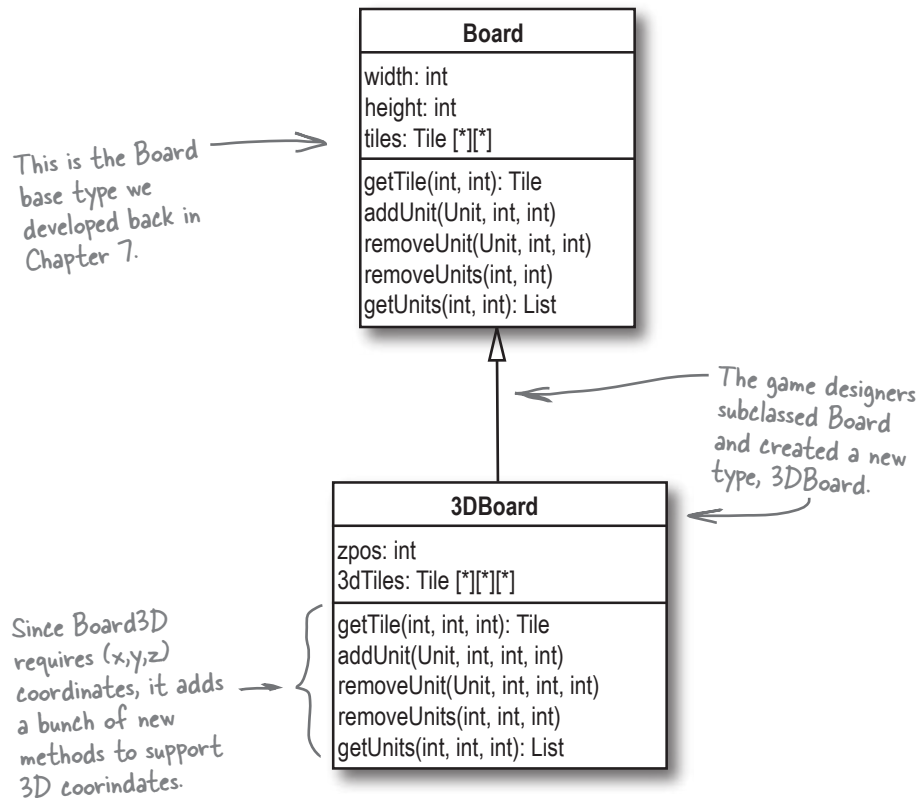 Board
width: int
height: int
tiles: Tile [*][*]
getTile(int, int): Tile
addUnit(Unit, int, int)
removeUnit(Unit, int, int)
removeUnits(int, int)
getUnits(int, int): List
This is the Board
base type we
developed back in
Chapter 7.
The game designers
subclassed Board
and created a new
type, 3DBoard.
3DBoard
zpos: int
3dTiles: Tile [*][*][*]
getTile(int, int, int): Tile
addUnit(Unit, int, int, int)
removeUnit(Unit, int, int, int)
removeUnits(int, int, int)
getUnits(int, int, int): List
Since Board3D
requires (x,y,z)
coordinates, it adds
a bunch of new
methods to support
3D coorindates.